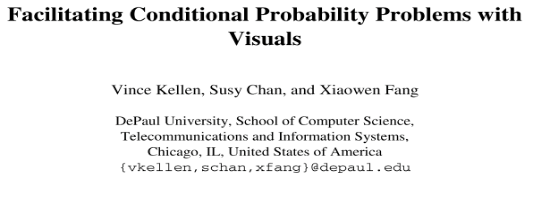 Facilitating Conditional Probability Problems with
Visuals
Vince Kellen, Susy Chan, and Xiaowen Fang
DePaul University, School of Computer Science,
Telecommunications and Information Systems,
Chicago, IL, United States of America
{vkellen,schan,xfang}@depaul.edu